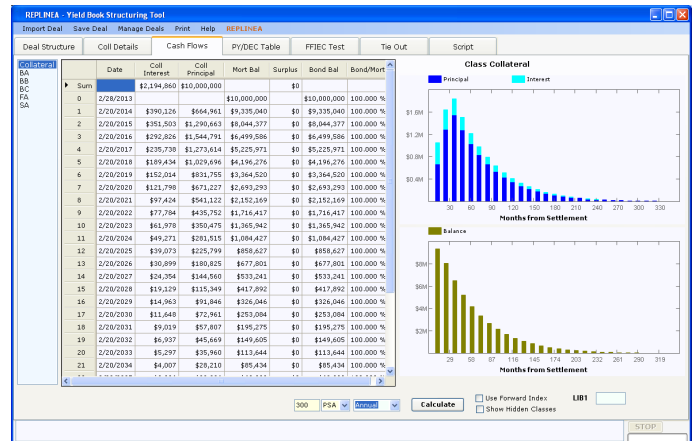 REPLINEA - Yield Book Structuring Tool
Import Deal Save Deal Manage Deals Print Help REPLINEA
Deal Structure Coll Details Cash Flows PY/DEC Table FFIEC Test Tie Out Script
Collateral
BA
BB
BC
FA
SA
Date Coll Interest Coll Principal Mort Bal Surplus Bond Bal Bond/Mort
Sum $2,194,860 $10,000,000 $0
0 2/28/2013 $10,000,000 $10,000,000 100.000 %
1 2/20/2014 $390,126 $664,961 $9,335,040 $0 $9,335,040 100.000 %
2 2/20/2015 $351,503 $1,290,663 $8,044,377 $0 $8,044,377 100.000 %
3 2/20/2016 $292,826 $1,544,791 $6,499,586 $0 $6,499,586 100.000 %
4 2/20/2017 $235,738 $1,273,614 $5,225,971 $0 $5,225,971 100.000 %
5 2/20/2018 $189,434 $1,029,696 $4,196,276 $0 $4,196,276 100.000 %
6 2/20/2019 $152,014 $831,755 $3,364,520 $0 $3,364,520 100.000 %
7 2/20/2020 $121,798 $671,227 $2,693,293 $0 $2,693,293 100.000 %
8 2/20/2021 $97,424 $541,122 $2,152,169 $0 $2,152,169 100.000 %
9 2/20/2022 $77,784 $435,752 $1,716,417 $0 $1,716,417 100.000 %
10 2/20/2023 $61,978 $350,475 $1,365,942 $0 $1,365,942 100.000 %
11 2/20/2024 $49,271 $281,515 $1,084,427 $0 $1,084,427 100.000 %
12 2/20/2025 $39,073 $225,799 $858,627 $0 $858,627 100.000 %
13 2/20/2026 $30,899 $180,825 $677,801 $0 $677,801 100.000 %
14 2/20/2027 $24,354 $144,560 $533,241 $0 $533,241 100.000 %
15 2/20/2028 $19,129 $115,349 $417,892 $0 $417,892 100.000 %
16 2/20/2029 $14,963 $91,846 $326,046 $0 $326,046 100.000 %
17 2/20/2030 $11,648 $72,961 $253,084 $0 $253,084 100.000 %
18 2/20/2031 $9,019 $57,807 $195,275 $0 $195,275 100.000 %
19 2/20/2032 $6,937 $45,669 $149,605 $0 $149,605 100.000 %
20 2/20/2033 $5,297 $35,960 $113,644 $0 $113,644 100.000 %
21 2/20/2034 $4,007 $28,210 $85,434 $0 $85,434 100.000 %
Class Collateral
Principal Interest
$1.6M
$1.2M
$0.8M
$0.4M
30 60 90 120 150 180 210 240 270 300 330
Months from Settlement
Balance
$8M
$6M
$4M
$2M
29 58 87 116 145 174 203 232 261 290 319
Months from Settlement
300 PSA Annual Calculate Use Forward Index LIB1
Show Hidden Classes
STOP